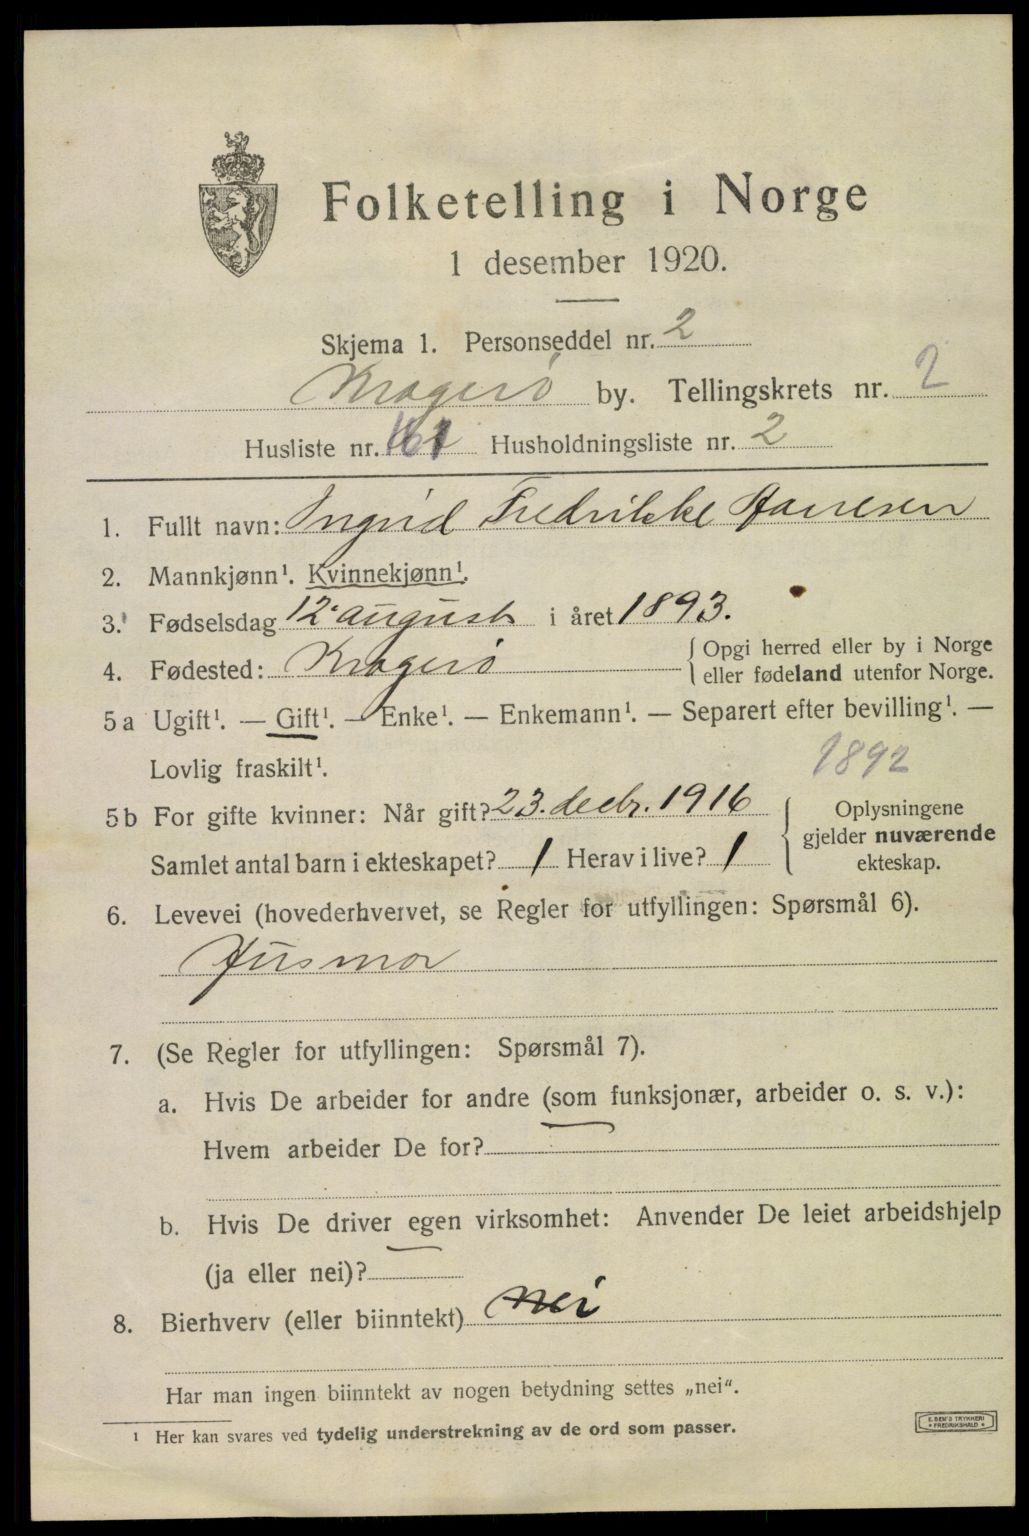 Folketelling i Norge
1 desember 1920.
Skjema 1. Personseddel nr. 2
Kragerø by. Tellingskrets nr. 2
Husliste nr. 161 Husholdningsliste nr. 2
1. Fullt navn: Ingrid Fredrikke Hansen
2. Mannkjønn¹. Kvinnekjønn¹.
3. Fødselsdag 12 august i året 1893.
4. Fødested: Kragerø { Opgi herred eller by i Norge
eller fødeland utenfor Norge.
5a Ugift¹. — Gift¹. — Enke¹. — Enkemann¹. — Separert efter bevilling¹. —
Lovlig fraskilt¹. 1892
5b For gifte kvinner: Når gift? 23. decbr. 1916 { Oplysningene
Samlet antal barn i ekteskapet? 1 Herav i live? 1 gjelder nuværende
ekteskap.
6. Levevei (hovederhvervet, se Regler for utfyllingen: Spørsmål 6).
Husmor
7. (Se Regler for utfyllingen: Spørsmål 7).
a. Hvis De arbeider for andre (som funksjonær, arbeider o. s. v.):
Hvem arbeider De for?
b. Hvis De driver egen virksomhet: Anvender De leiet arbeidshjelp
(ja eller nei)?
8. Bierhverv (eller biinntekt) Nei
Har man ingen biinntekt av nogen betydning settes „nei“.
¹ Her kan svares ved tydelig understrekning av de ord som passer.
E. SEM'S TRYKKERI
FREDRIKSHALD